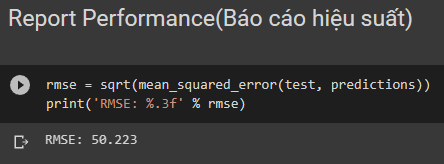 Report Performance(Báo cáo hiệu suất)
rmse = sqrt(mean_squared_error(test, predictions))
print('RMSE: %.3f' % rmse)
RMSE: 50.223